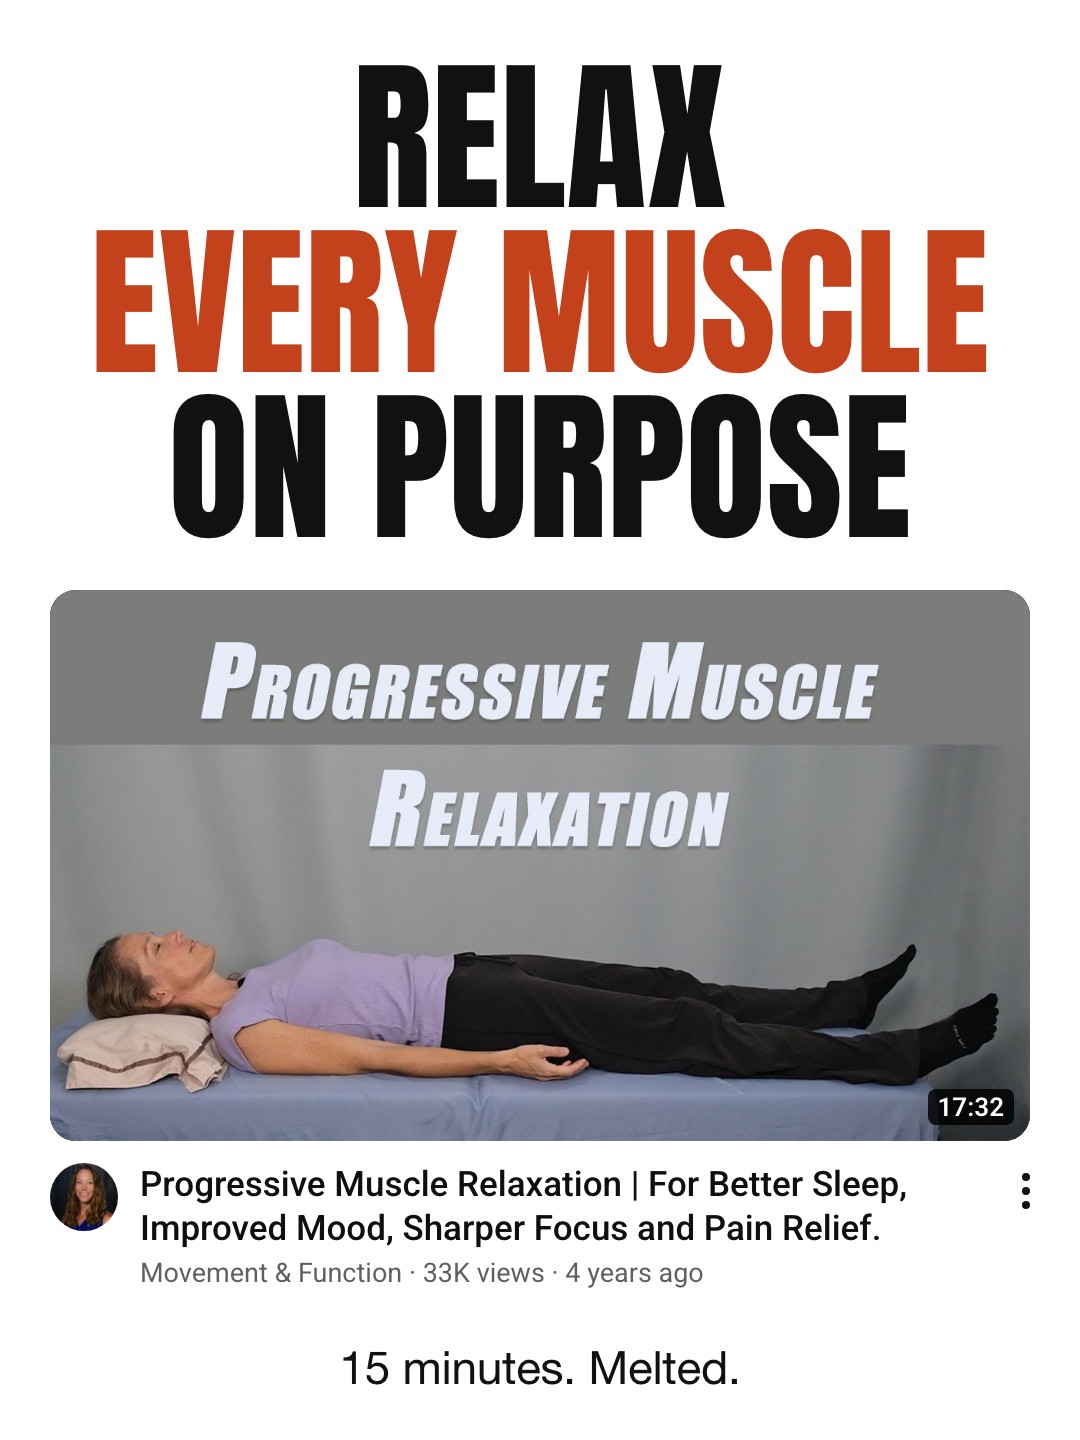 RELAX
EVERY MUSCLE
ON PURPOSE
PROGRESSIVE MUSCLE
RELAXATION
17:32
Progressive Muscle Relaxation | For Better Sleep,
Improved Mood, Sharper Focus and Pain Relief.
Movement & Function · 33K views · 4 years ago
15 minutes. Melted.